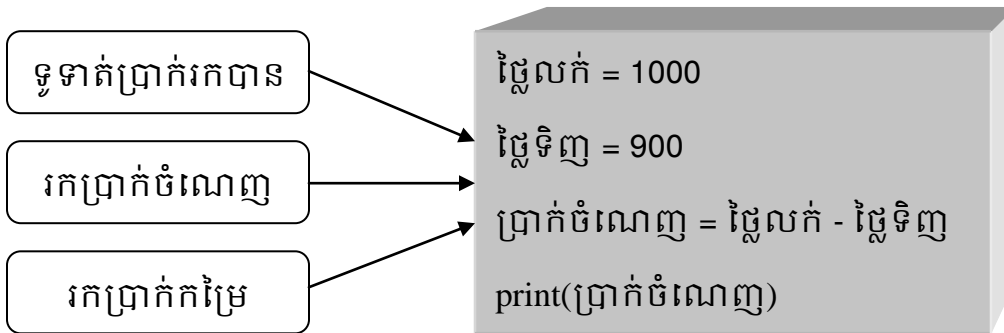 ទូទាត់ប្រាក់រកបាន
រកប្រាក់ចំណេញ
រកប្រាក់កម្រៃ
ថ្លៃលក់ = 1000
ថ្លៃទិញ = 900
ប្រាក់ចំណេញ = ថ្លៃលក់ - ថ្លៃទិញ
print(ប្រាក់ចំណេញ)